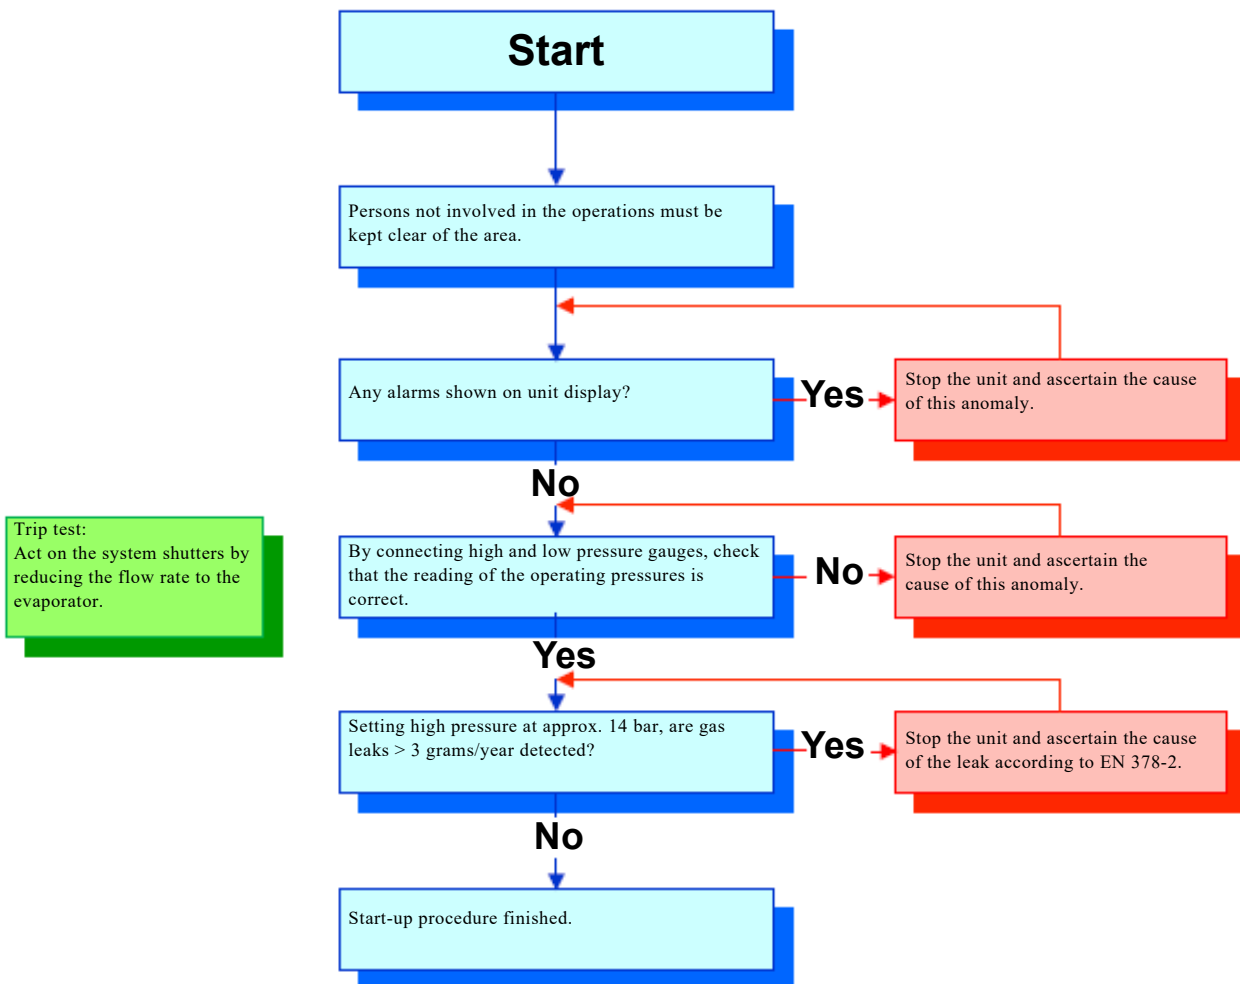 Start
Persons not involved in the operations must be
kept clear of the area.
Any alarms shown on unit display?
Yes
Stop the unit and ascertain the cause
of this anomaly.
No
Trip test:
Act on the system shutters by
reducing the flow rate to the
evaporator.
By connecting high and low pressure gauges, check
that the reading of the operating pressures is
correct.
No
Stop the unit and ascertain the
cause of this anomaly.
Yes
Setting high pressure at approx. 14 bar, are gas
leaks > 3 grams/year detected?
Yes
Stop the unit and ascertain the cause
of the leak according to EN 378-2.
No
Start-up procedure finished.